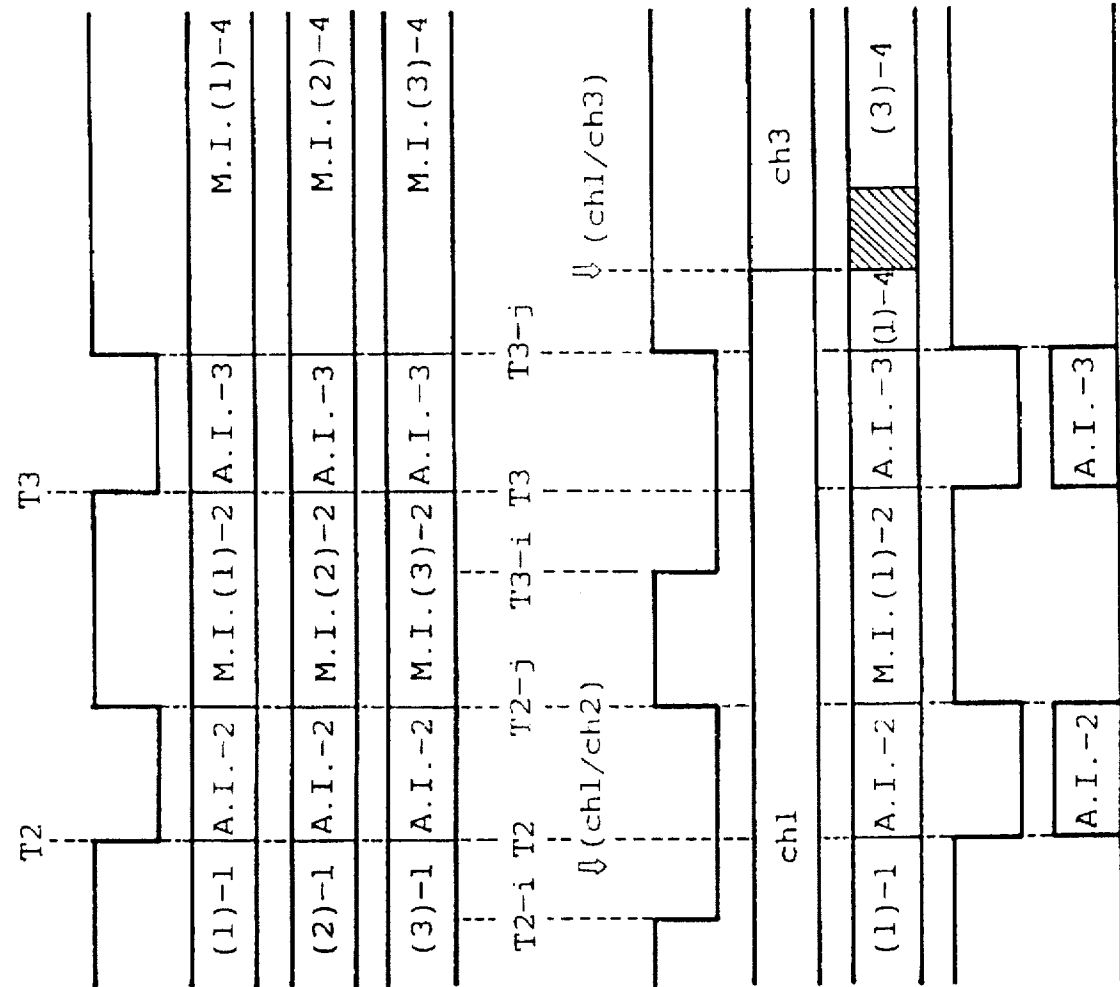 T2 T3
(1)-1 A.I.-2 M.I.(1)-2 A.I.-3 M.I.(1)-4
(2)-1 A.I.-2 M.I.(2)-2 A.I.-3 M.I.(2)-4
(3)-1 A.I.-2 M.I.(3)-2 A.I.-3 M.I.(3)-4
T2-i T2 T2-j T3-i T3 T3-j
(ch1/ch2) (ch1/ch3)
ch1 ch3
(1)-1 A.I.-2 M.I.(1)-2 A.I.-3 (1)-4 (3)-4
A.I.-2 A.I.-3